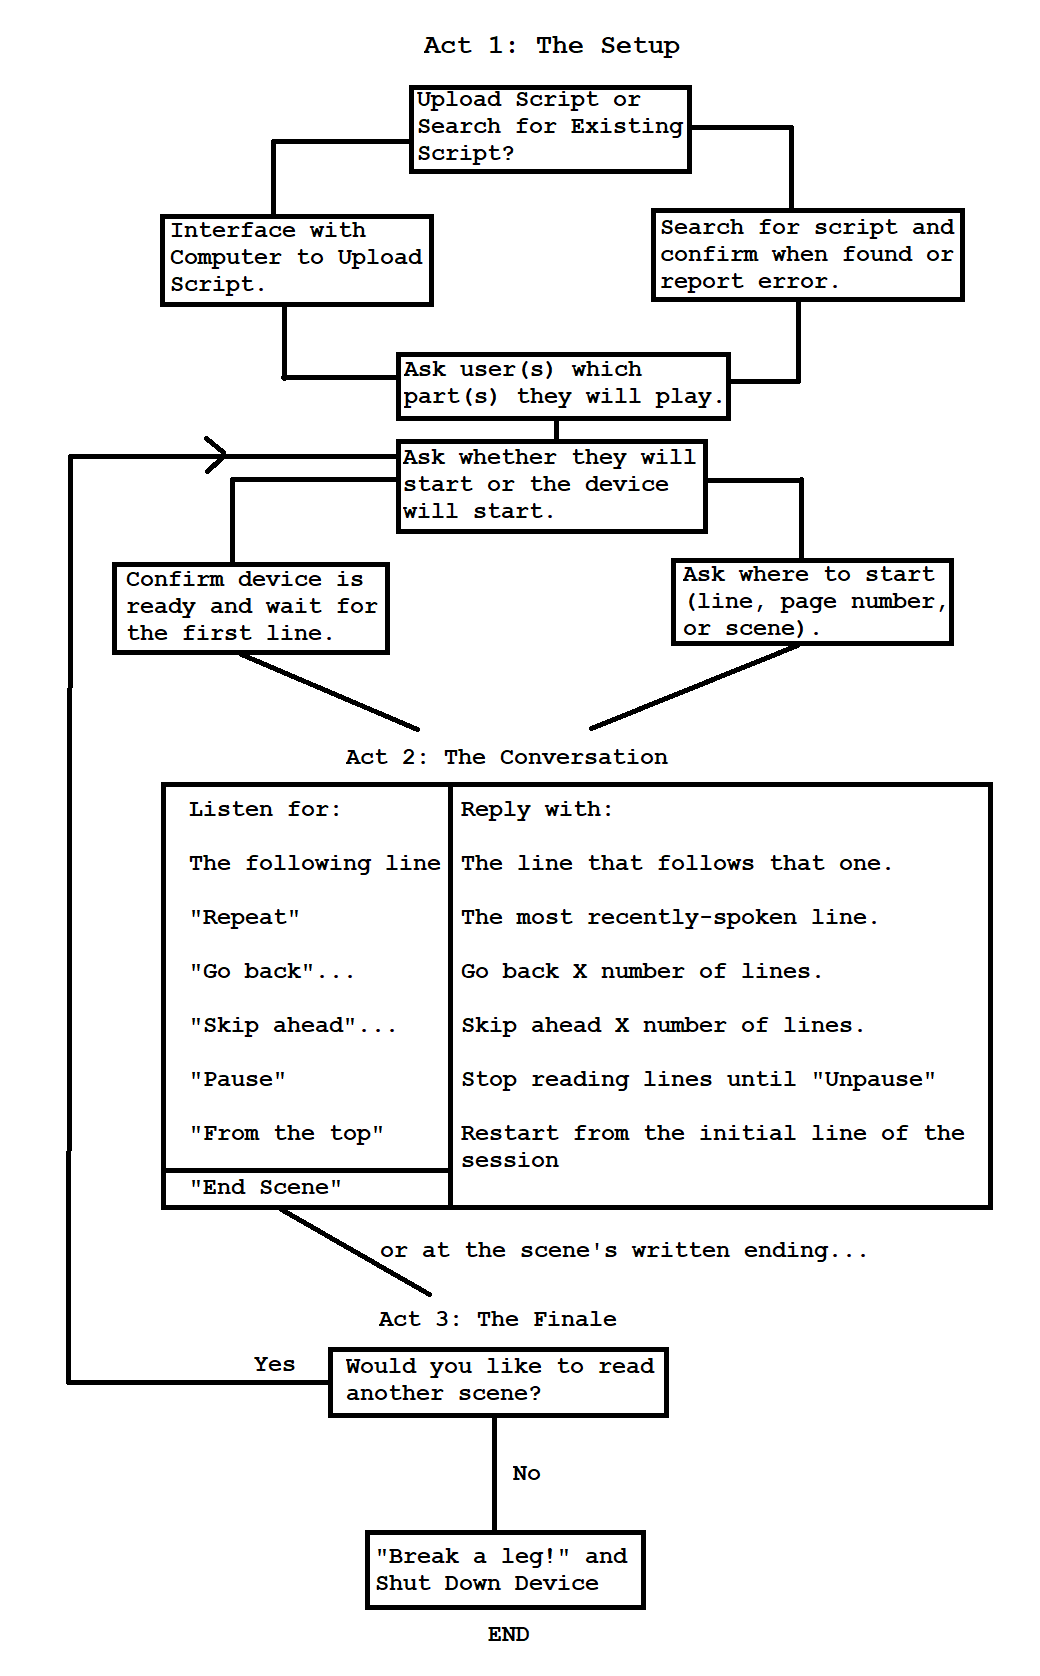 Act 1: The Setup
Upload Script or
Search for Existing
Script?
Interface with
Computer to Upload
Script.
Search for script and
confirm when found or
report error.
Ask user(s) which
part(s) they will play.
Ask whether they will
start or the device
will start.
Confirm device is
ready and wait for
the first line.
Ask where to start
(line, page number,
or scene).
Act 2: The Conversation
Listen for:
Reply with:
The following line
The line that follows that one.
"Repeat"
The most recently-spoken line.
"Go back"...
Go back X number of lines.
"Skip ahead"...
Skip ahead X number of lines.
"Pause"
Stop reading lines until "Unpause"
"From the top"
Restart from the initial line of the
session
"End Scene"
or at the scene's written ending...
Act 3: The Finale
Yes
Would you like to read
another scene?
No
"Break a leg!" and
Shut Down Device
END